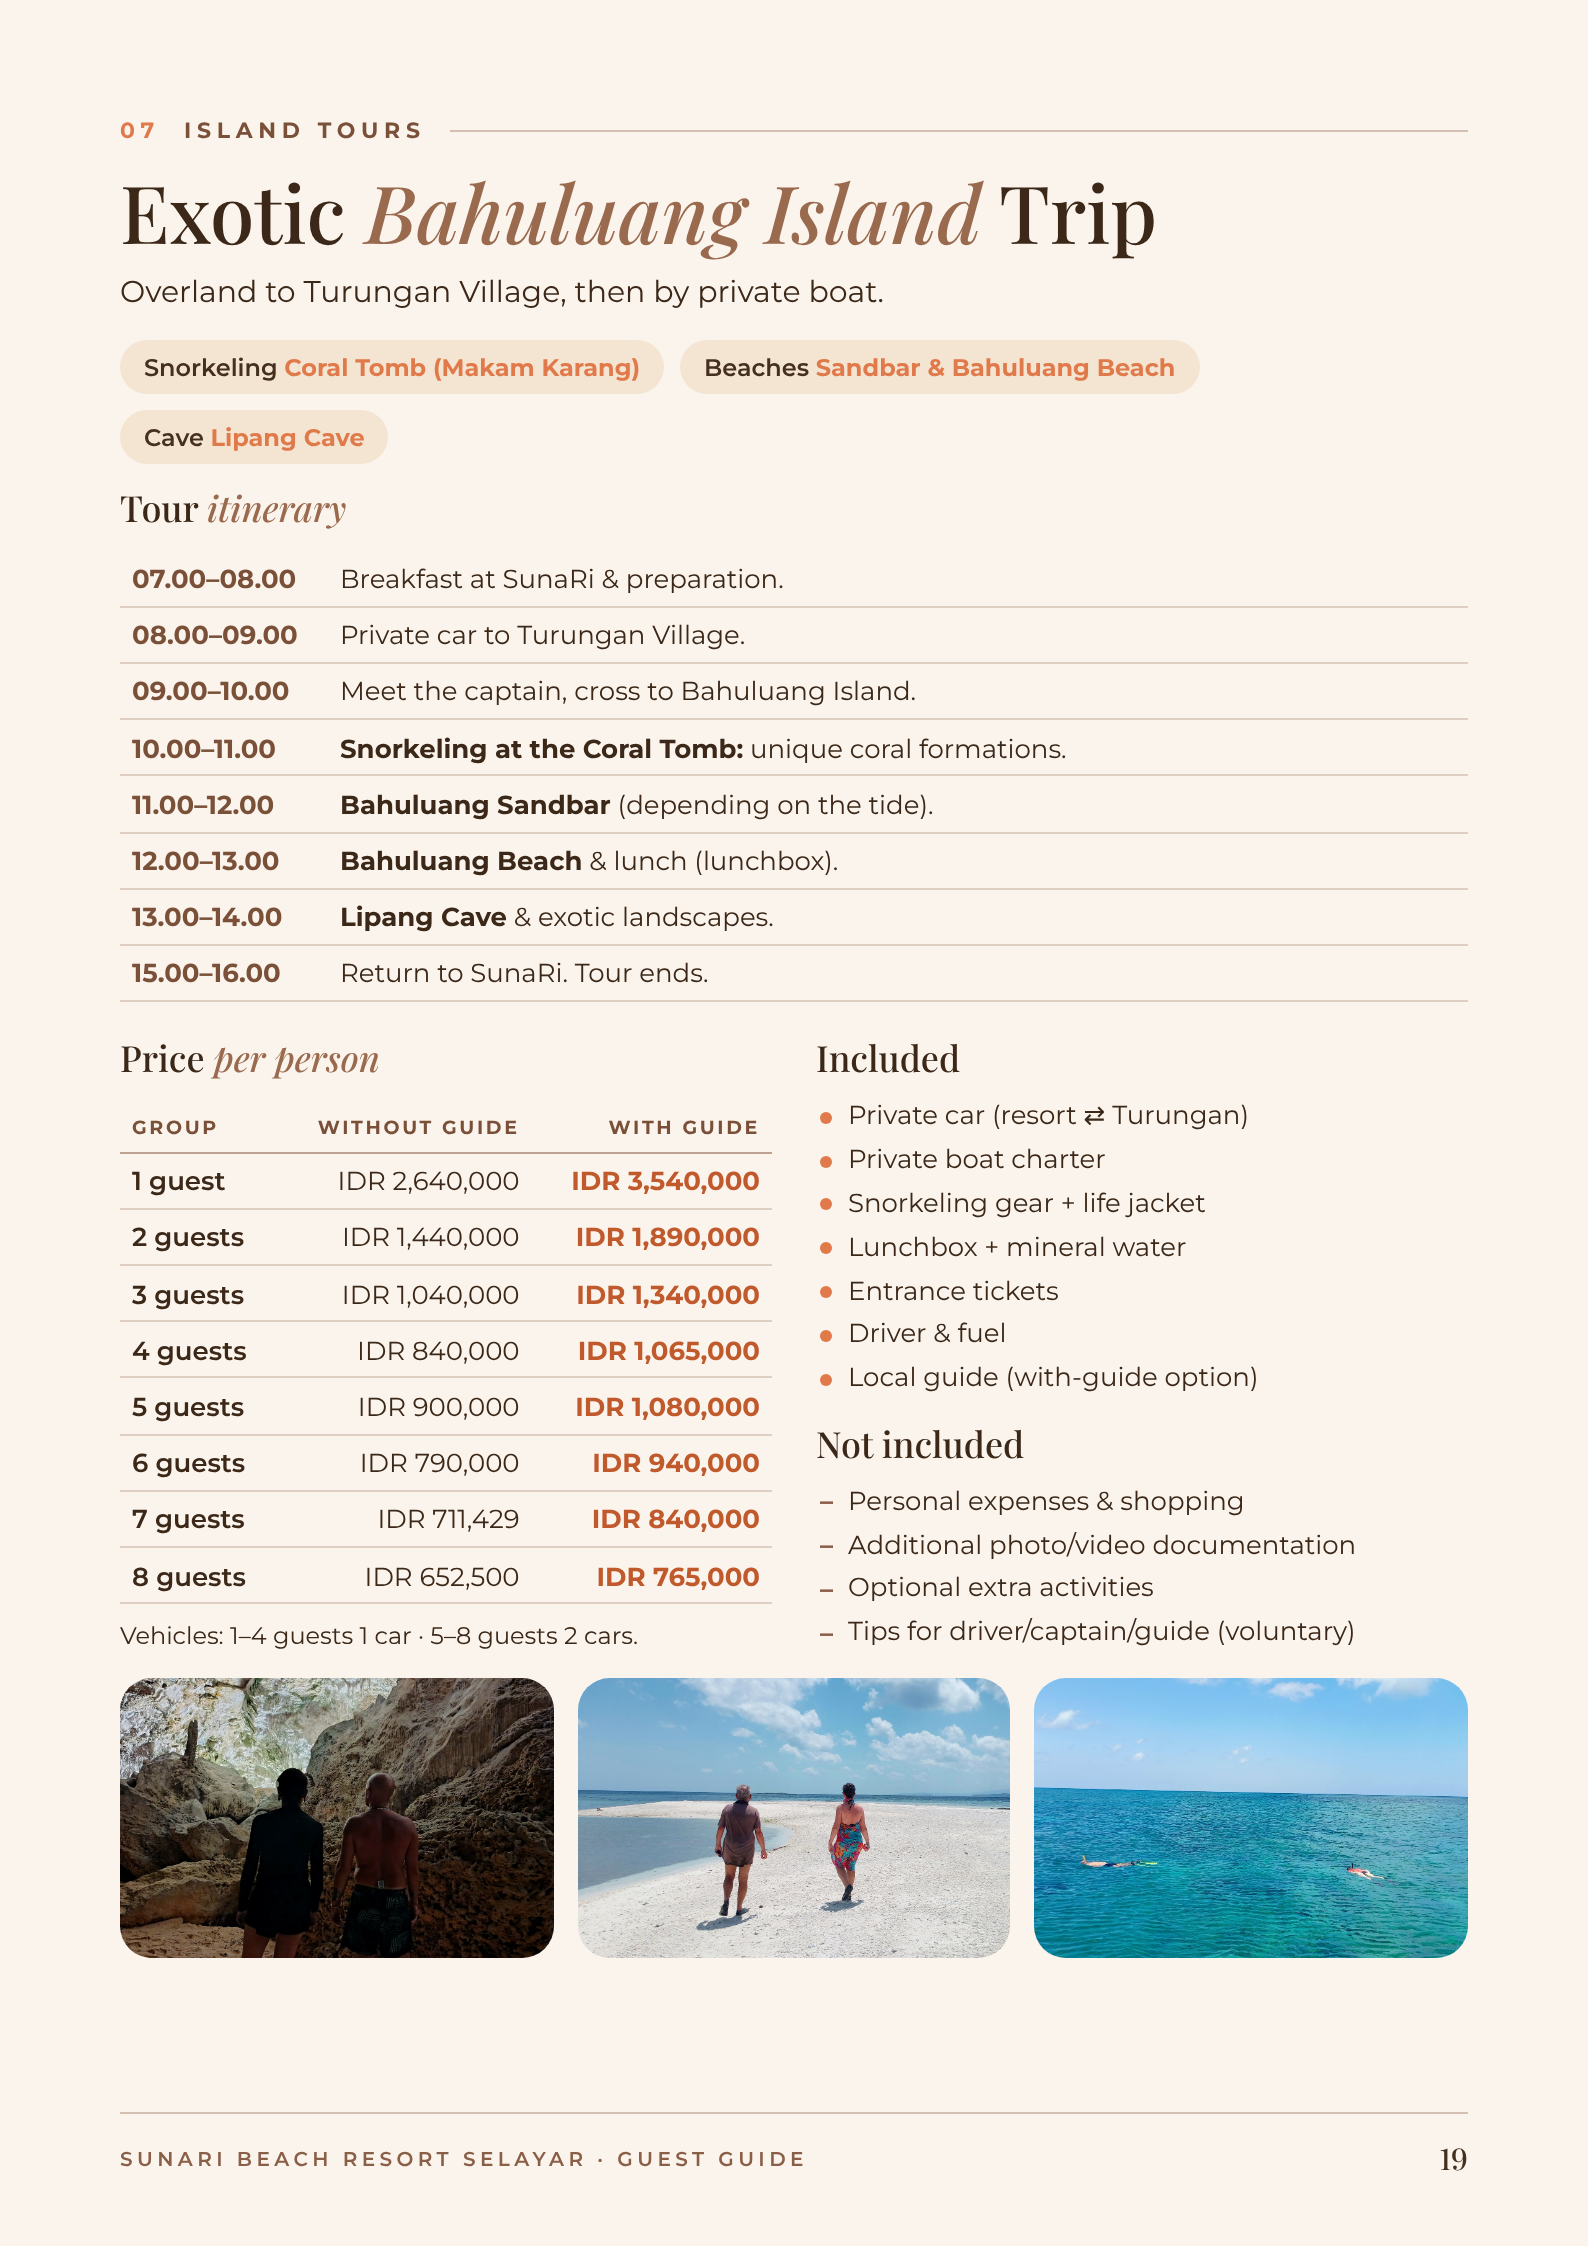 07 ISLAND TOURS
Exotic Bahuluang Island Trip
Overland to Turungan Village, then by private boat.
Snorkeling Coral Tomb (Makam Karang)
Beaches Sandbar & Bahuluang Beach
Cave Lipang Cave
Tour itinerary
07.00–08.00 Breakfast at SunaRi & preparation.
08.00–09.00 Private car to Turungan Village.
09.00–10.00 Meet the captain, cross to Bahuluang Island.
10.00–11.00 Snorkeling at the Coral Tomb: unique coral formations.
11.00–12.00 Bahuluang Sandbar (depending on the tide).
12.00–13.00 Bahuluang Beach & lunch (lunchbox).
13.00–14.00 Lipang Cave & exotic landscapes.
15.00–16.00 Return to SunaRi. Tour ends.
Price per person
GROUP WITHOUT GUIDE WITH GUIDE
1 guest IDR 2,640,000 IDR 3,540,000
2 guests IDR 1,440,000 IDR 1,890,000
3 guests IDR 1,040,000 IDR 1,340,000
4 guests IDR 840,000 IDR 1,065,000
5 guests IDR 900,000 IDR 1,080,000
6 guests IDR 790,000 IDR 940,000
7 guests IDR 711,429 IDR 840,000
8 guests IDR 652,500 IDR 765,000
Vehicles: 1–4 guests 1 car · 5–8 guests 2 cars.
Included
● Private car (resort ⇄ Turungan)
● Private boat charter
● Snorkeling gear + life jacket
● Lunchbox + mineral water
● Entrance tickets
● Driver & fuel
● Local guide (with-guide option)
Not included
– Personal expenses & shopping
– Additional photo/video documentation
– Optional extra activities
– Tips for driver/captain/guide (voluntary)
SUNARI BEACH RESORT SELAYAR · GUEST GUIDE
19